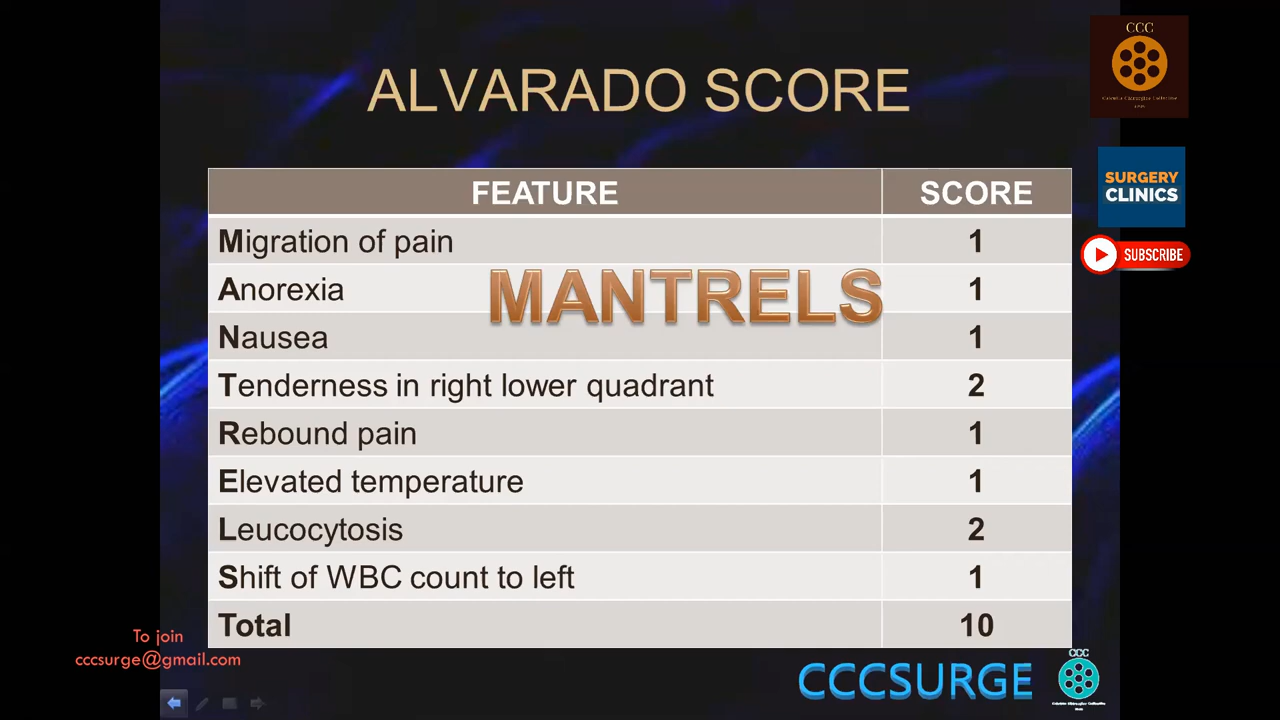 CCC
ALVARADO SCORE
SURGERY
CLINICS
SUBSCRIBE
FEATURE SCORE
Migration of pain 1
Anorexia 1
MANTRELS
Nausea 1
Tenderness in right lower quadrant 2
Rebound pain 1
Elevated temperature 1
Leucocytosis 2
Shift of WBC count to left 1
Total 10
To join
cccsurge@gmail.com
CCCSURGE
CCC